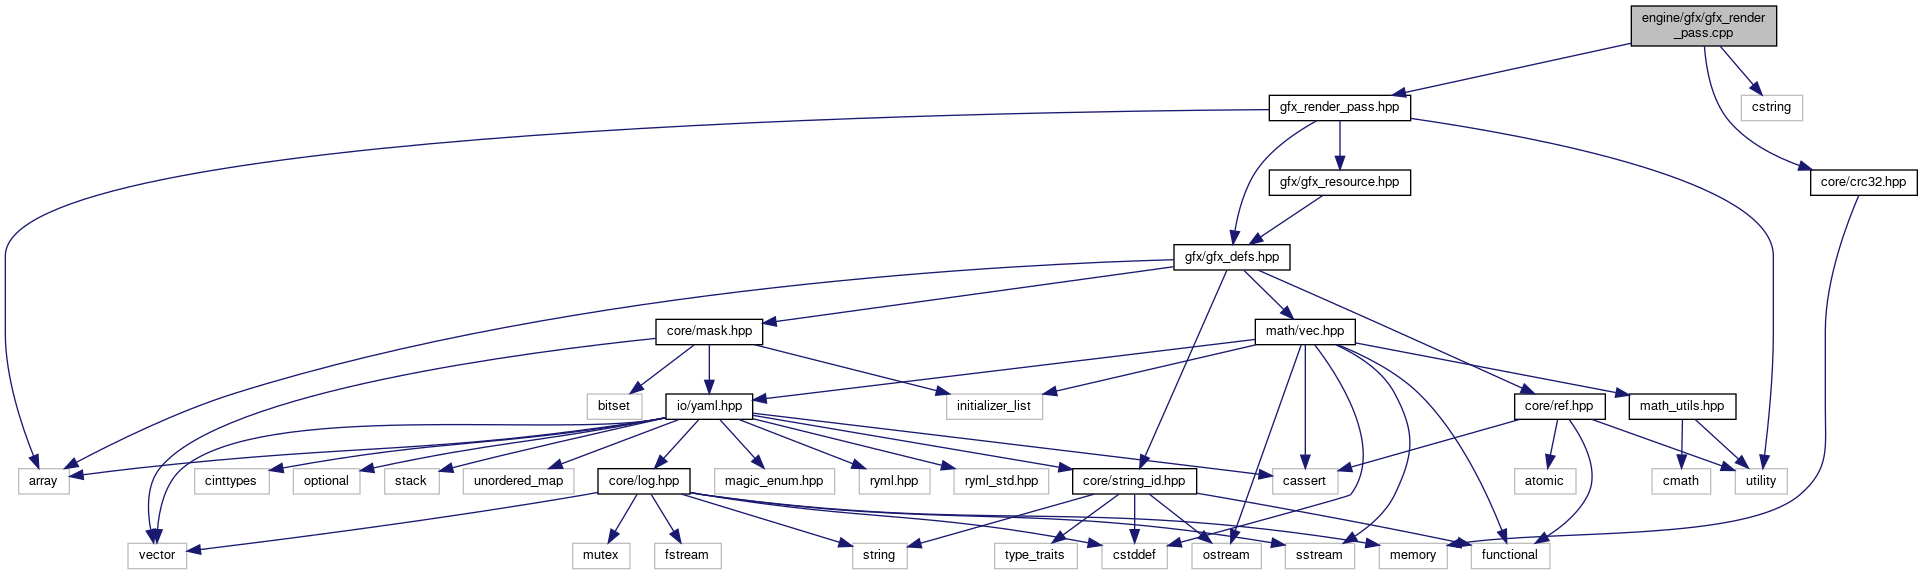 engine/gfx/gfx_render
_pass.cpp
gfx_render_pass.hpp
cstring
gfx/gfx_resource.hpp
core/crc32.hpp
gfx/gfx_defs.hpp
core/mask.hpp
math/vec.hpp
bitset
io/yaml.hpp
initializer_list
core/ref.hpp
math_utils.hpp
array
cinttypes
optional
stack
unordered_map
core/log.hpp
magic_enum.hpp
ryml.hpp
ryml_std.hpp
core/string_id.hpp
cassert
atomic
cmath
utility
vector
mutex
fstream
string
type_traits
cstddef
ostream
sstream
memory
functional